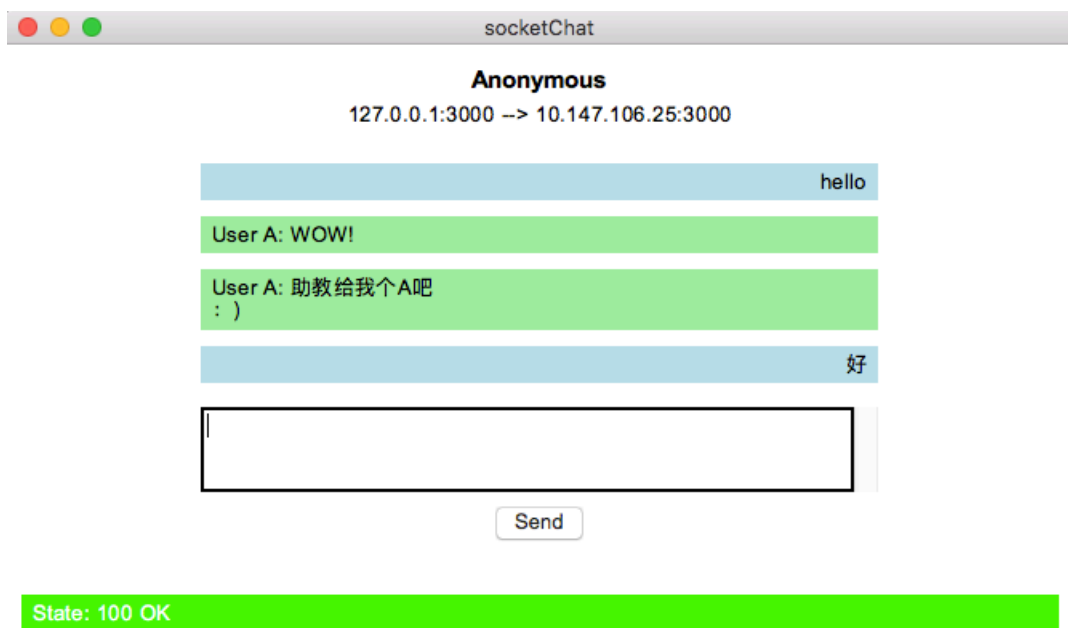 socketChat
Anonymous
127.0.0.1:3000 --> 10.147.106.25:3000
hello
User A: WOW!
User A: 助教给我个A吧
：)
好
Send
State: 100 OK